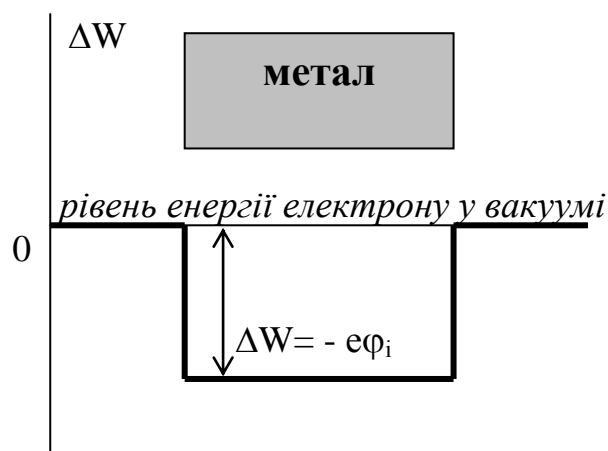 ΔW
метал
рівень енергії електрону у вакуумі
0
ΔW= - eφi